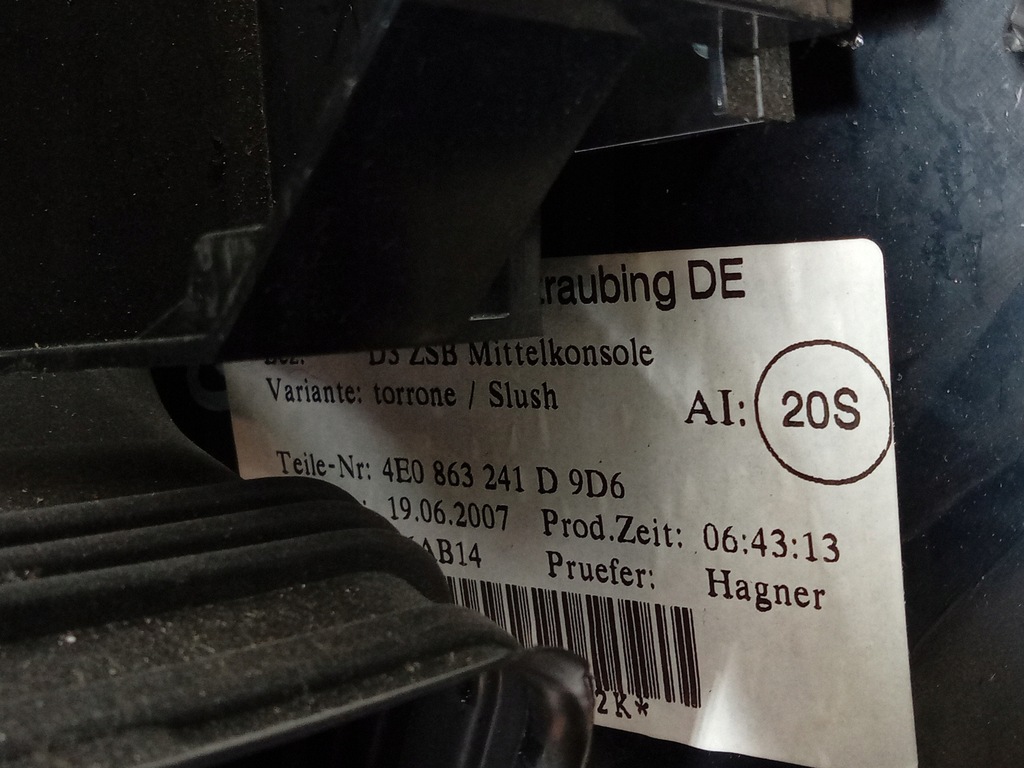 raubing DE
D3 ZSB Mittelkonsole
Variante: torrone / Slush
AI: 20S
Teile-Nr: 4E0 863 241 D 9D6
19.06.2007 Prod.Zeit: 06:43:13
AB14 Pruefer: Hagner
2K*